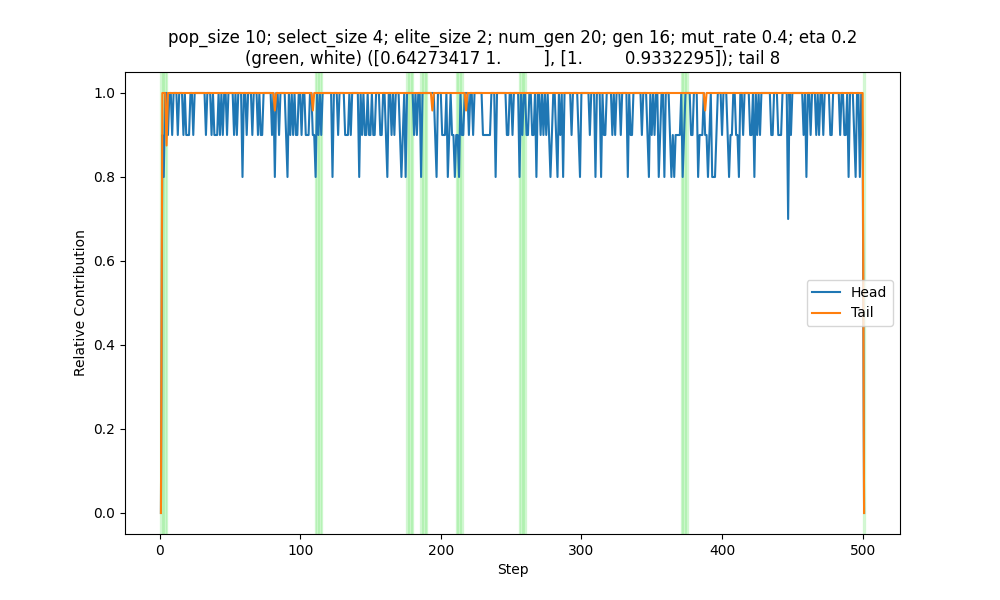 pop_size 10; select_size 4; elite_size 2; num_gen 20; gen 16; mut_rate 0.4; eta 0.2
(green, white) ([0.64273417 1.         ], [1.         0.9332295]); tail 8
1.0
0.8
0.6
0.4
0.2
0.0
Relative Contribution
Head
Tail
0 100 200 300 400 500
Step